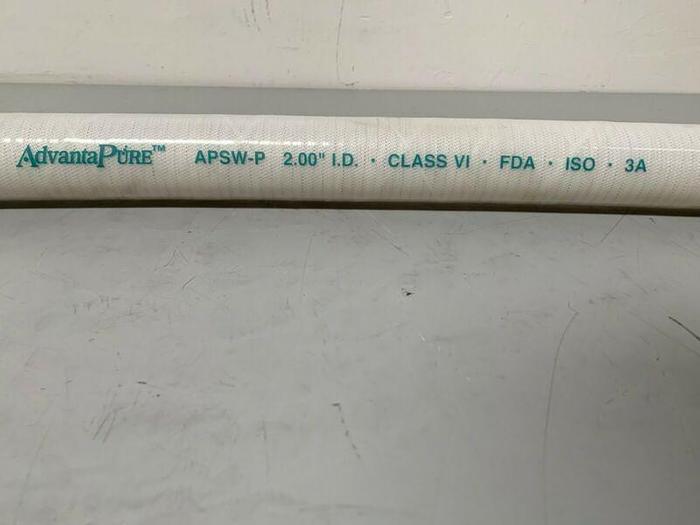 AdvantaPURE™ APSW-P 2.00" I.D. · CLASS VI · FDA · ISO · 3A